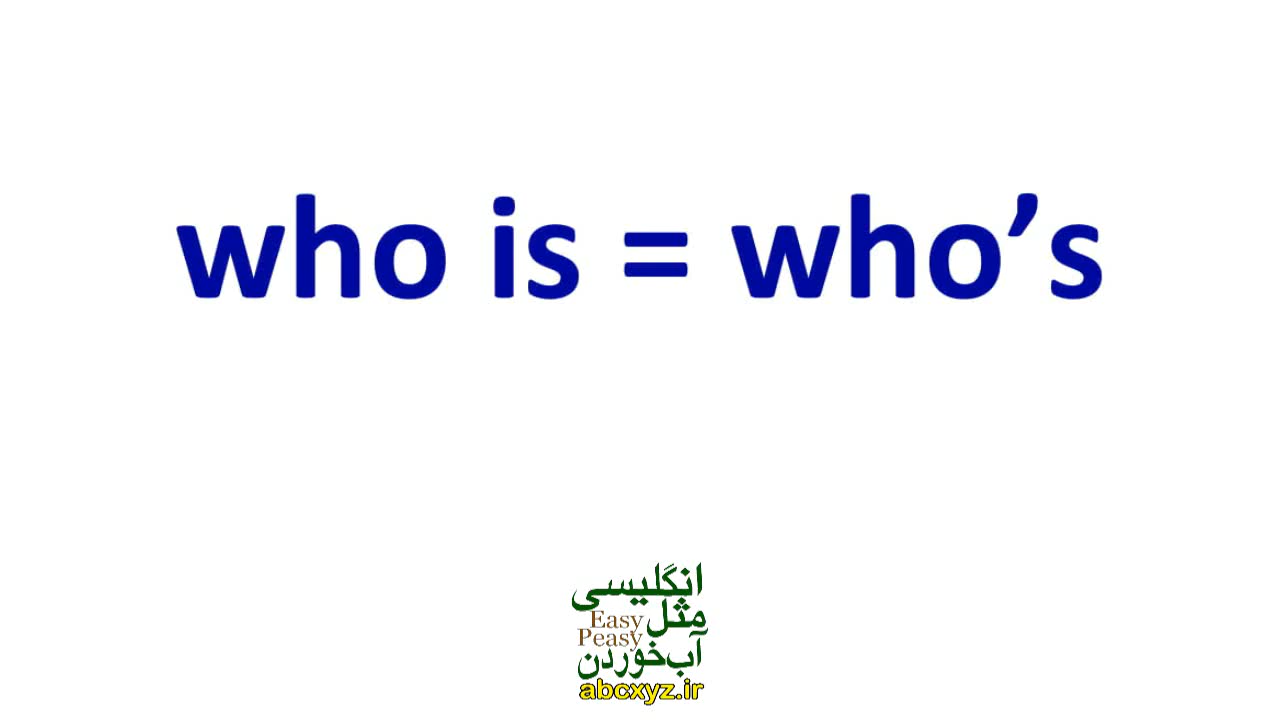 who is = who’s
انگلیسی
مثل
Easy
Peasy
آب‌خوردن
abcxyz.ir